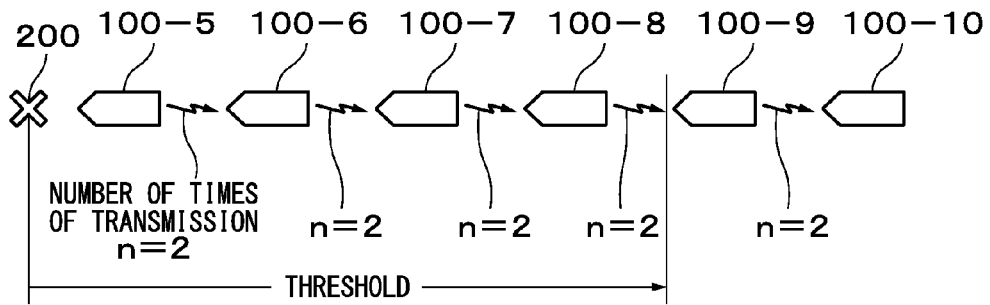 200 100-5 100-6 100-7 100-8 100-9 100-10
NUMBER OF TIMES
OF TRANSMISSION
n=2 n=2 n=2 n=2 n=2
THRESHOLD